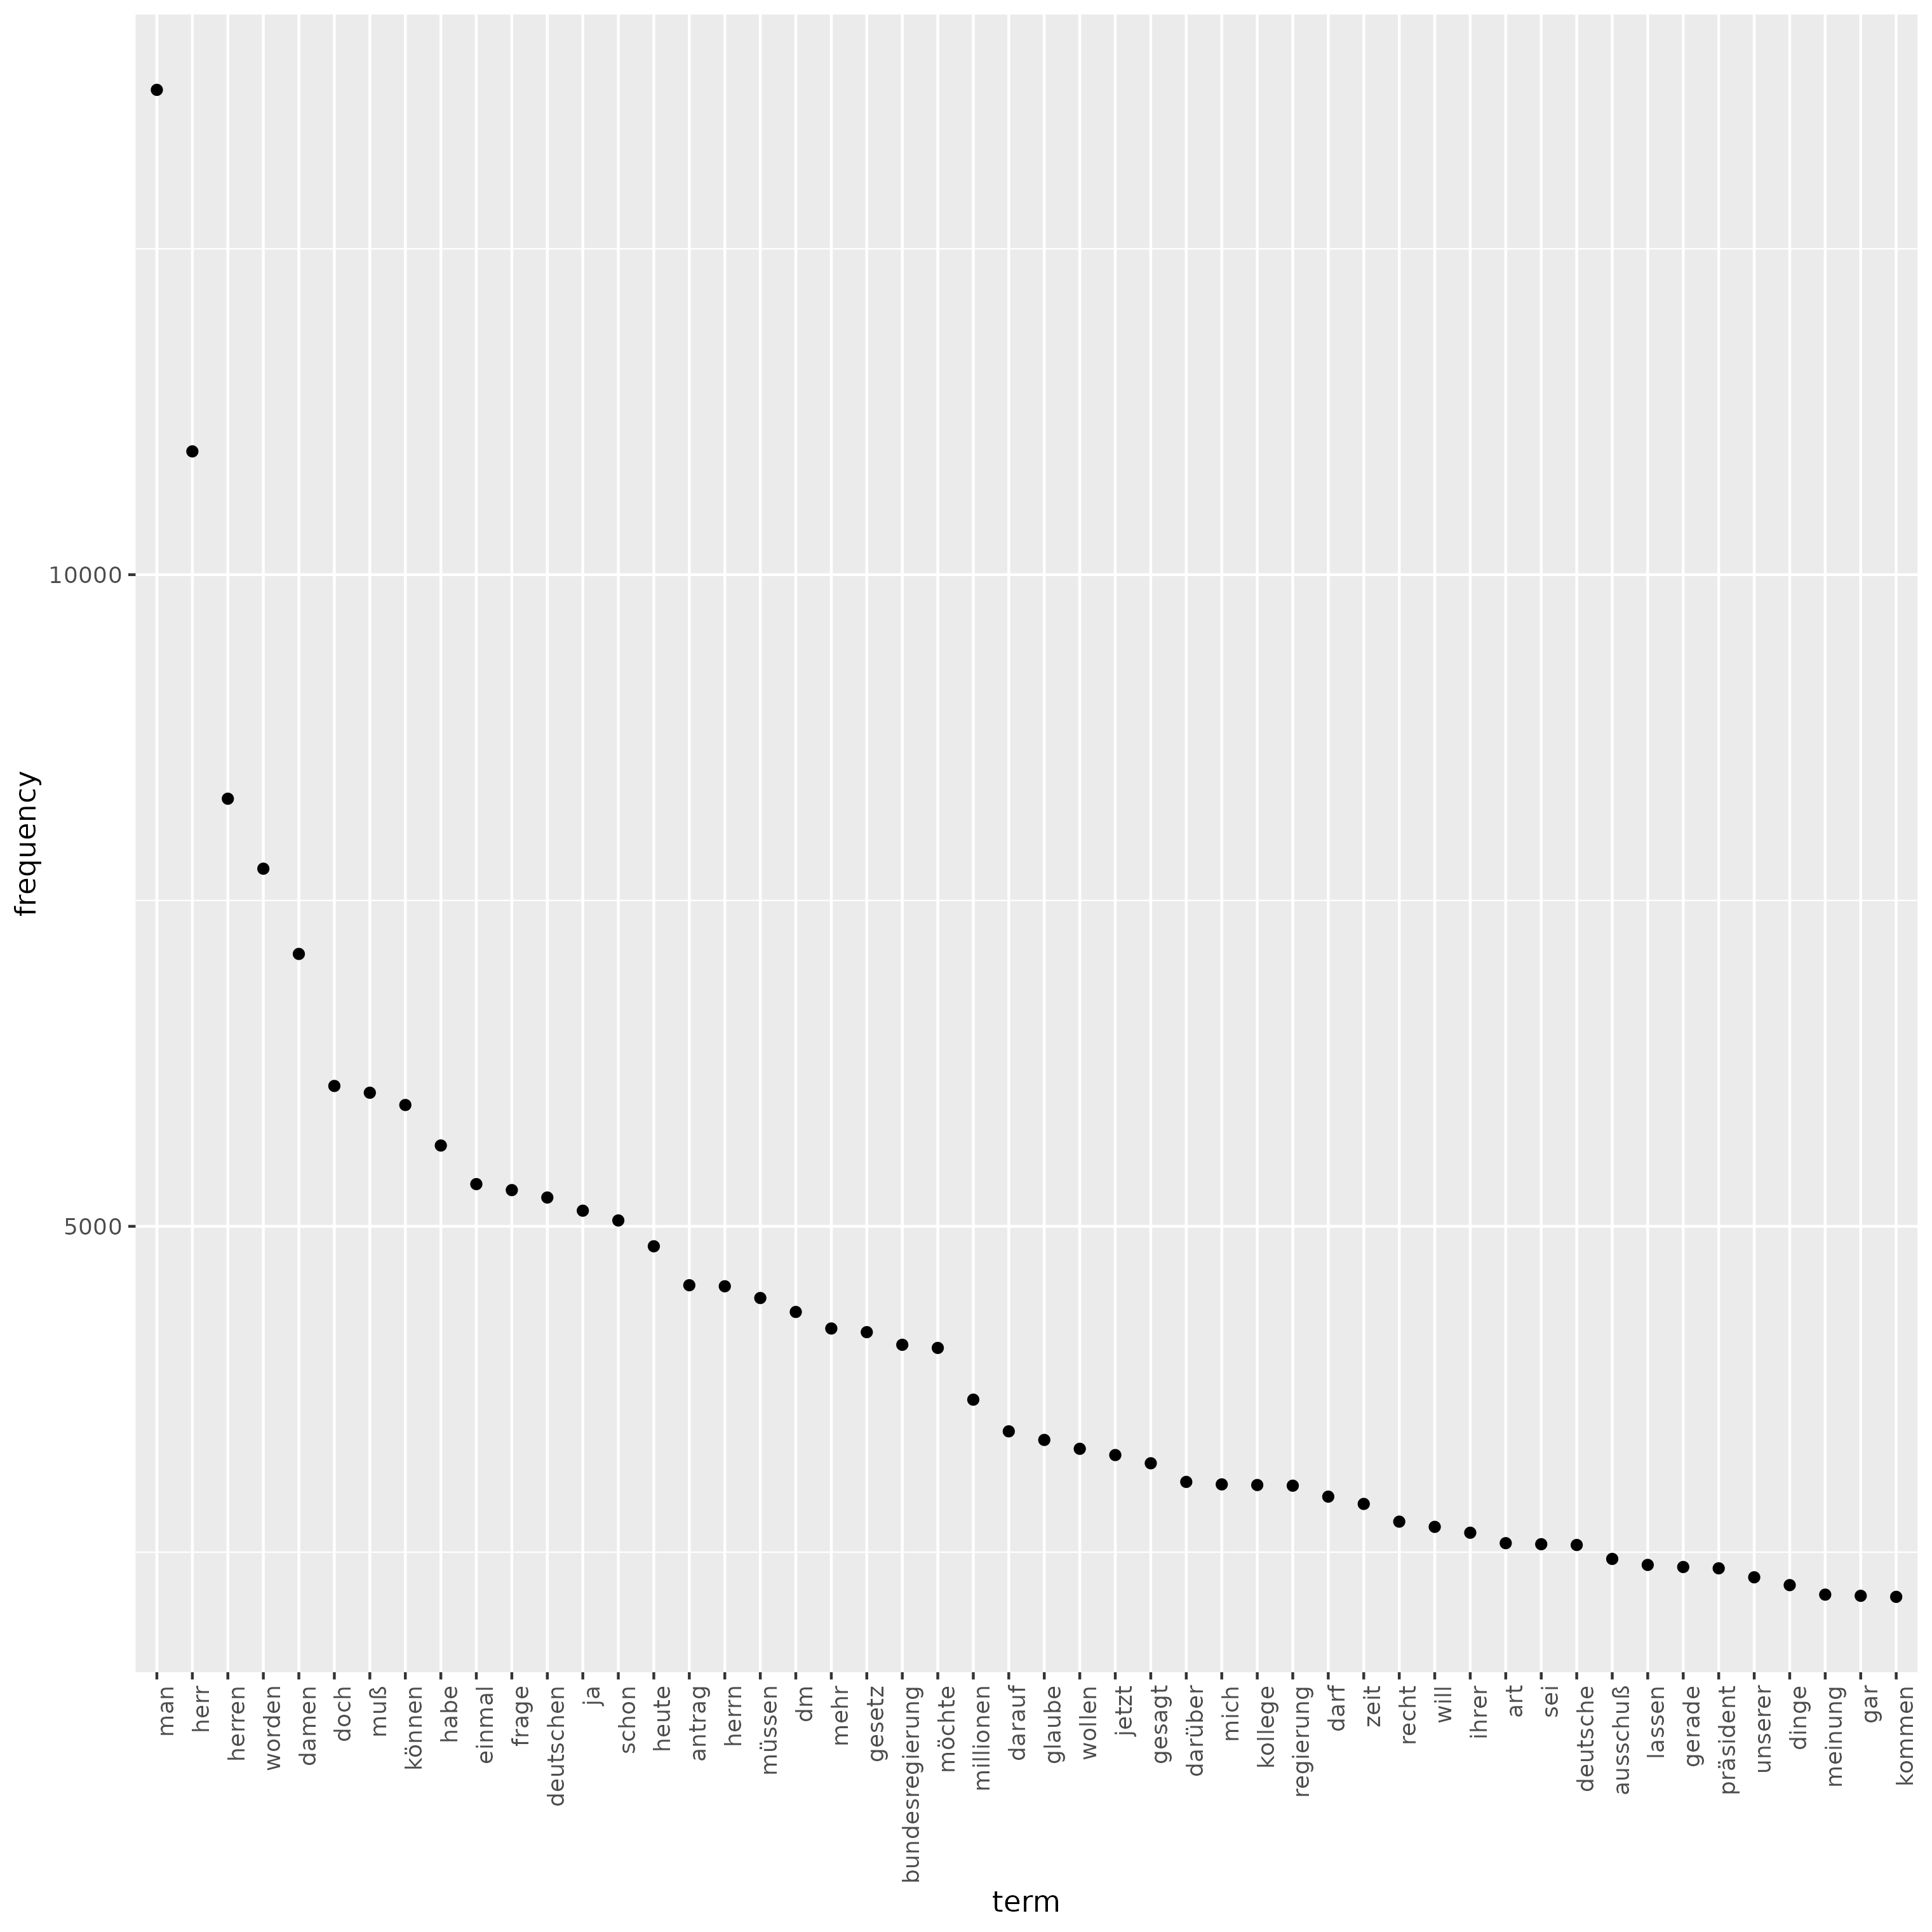 10000
5000
frequency
man
herr
herren
worden
damen
doch
muß
können
habe
einmal
frage
deutschen
ja
schon
heute
antrag
herrn
müssen
dm
mehr
gesetz
bundesregierung
möchte
millionen
darauf
glaube
wollen
jetzt
gesagt
darüber
mich
kollege
regierung
darf
zeit
recht
will
ihrer
art
sei
deutsche
ausschuß
lassen
gerade
präsident
unserer
dinge
meinung
gar
kommen
term